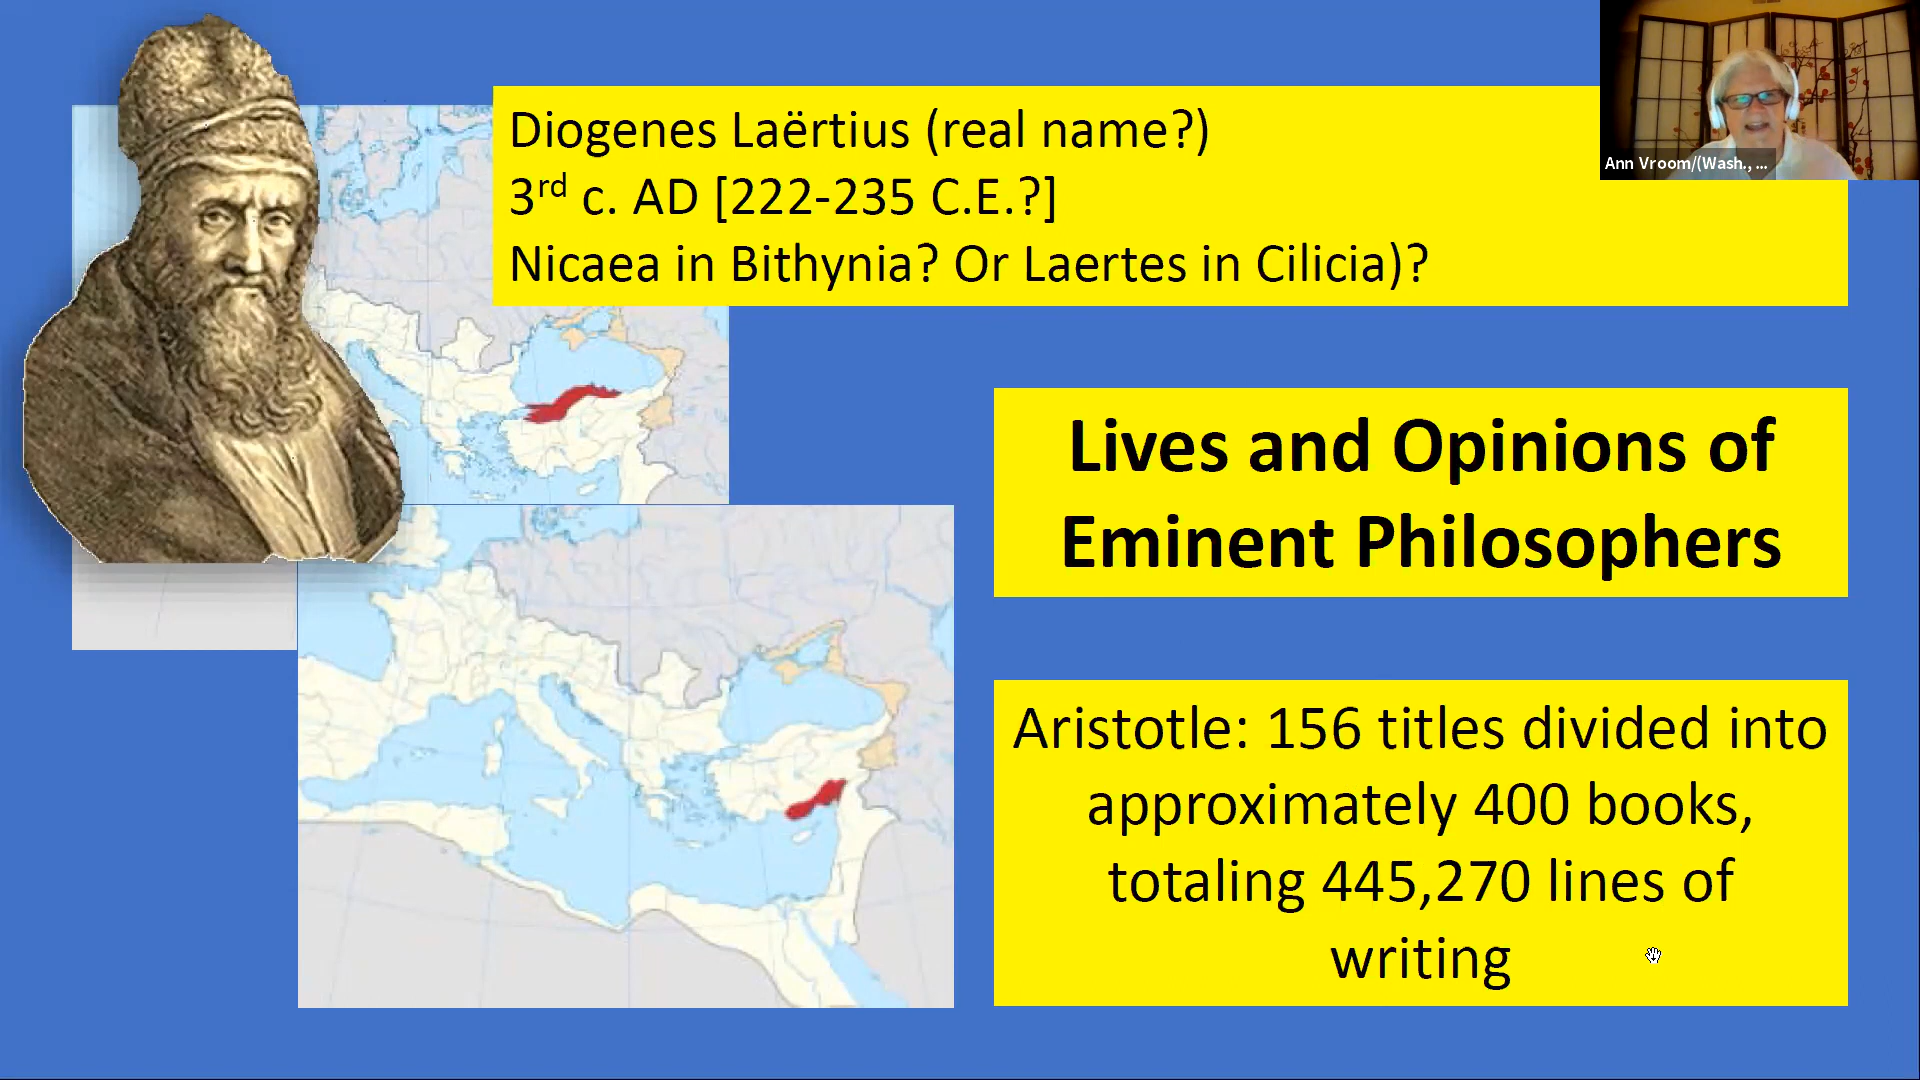 Diogenes Laërtius (real name?)
3rd c. AD [222-235 C.E.?]
Nicaea in Bithynia? Or Laertes in Cilicia)?
Ann Vroom/(Wash., ...
Lives and Opinions of
Eminent Philosophers
Aristotle: 156 titles divided into
approximately 400 books,
totaling 445,270 lines of
writing